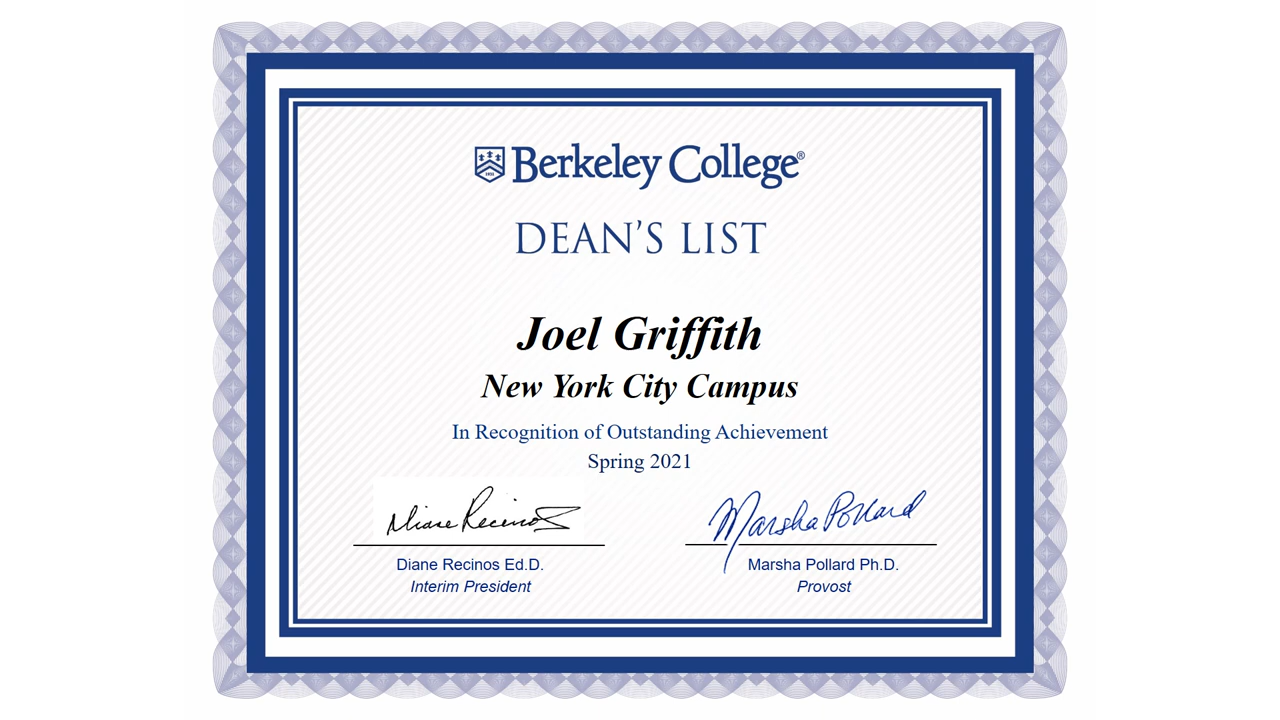 Berkeley College®
DEAN'S LIST
Joel Griffith
New York City Campus
In Recognition of Outstanding Achievement
Spring 2021
Diane Recinos
Marsha Pollard
Diane Recinos Ed.D.
Marsha Pollard Ph.D.
Interim President
Provost